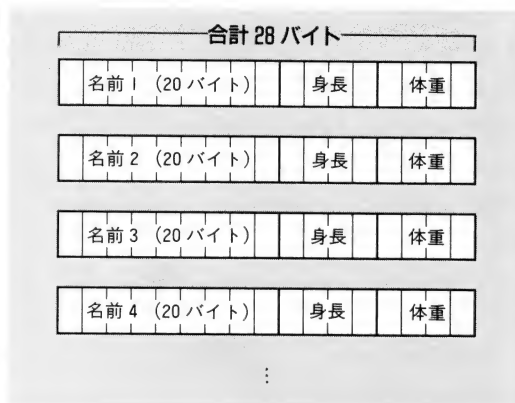 合計 28 バイト
名前 1 (20 バイト) 身長 体重
名前 2 (20 バイト) 身長 体重
名前 3 (20 バイト) 身長 体重
名前 4 (20 バイト) 身長 体重
⋮